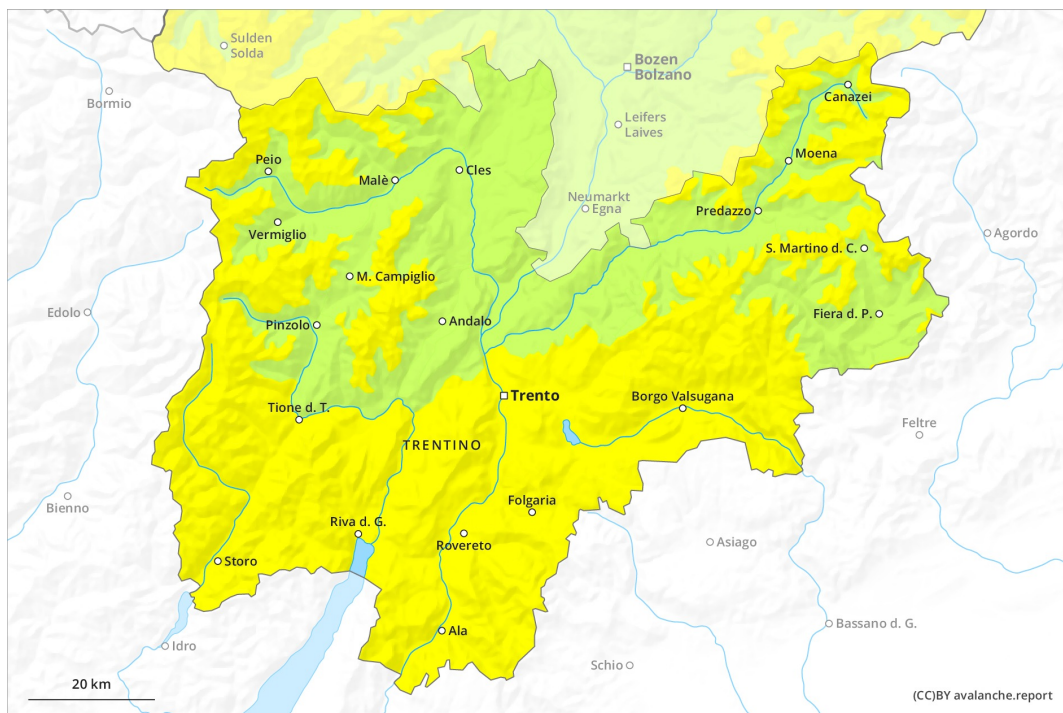 Sulden
Solda
Bozen
Bolzano
Bormio
Canazei
Leifers
Laives
Moena
Peio
Malè
Cles
Neumarkt
Egna
Predazzo
Vermiglio
S. Martino d. C.
Agordo
M. Campiglio
Edolo
Pinzolo
Andalo
Fiera d. P.
Trento
Borgo Valsugana
Tione d. T.
Feltre
TRENTINO
Bienno
Folgaria
Riva d. G.
Rovereto
Asiago
Storo
Ala
Bassano d. G.
Idro
Schio
20 km
(CC)BY avalanche.report